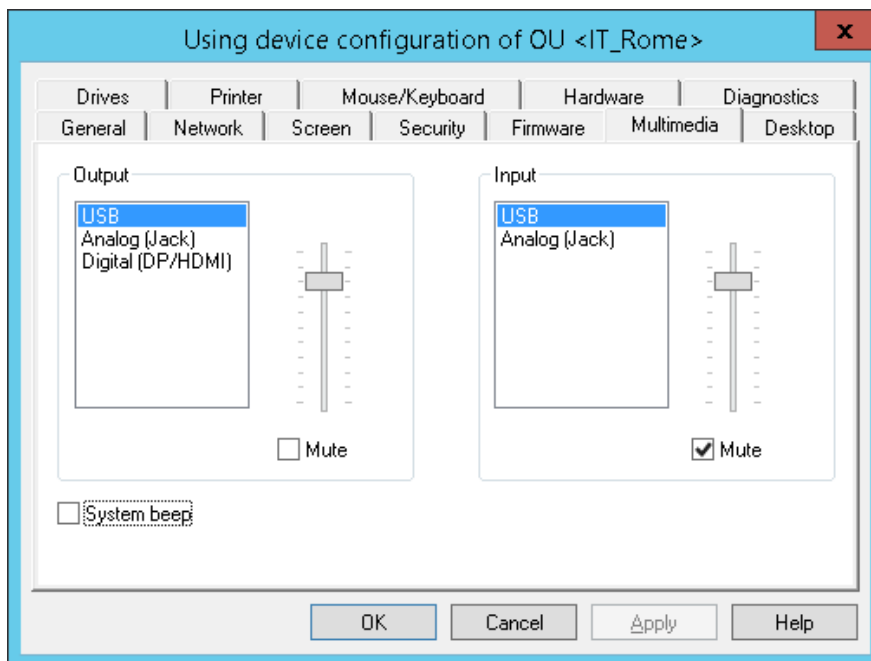 Using device configuration of OU <IT_Rome>
x
Drives Printer Mouse/Keyboard Hardware Diagnostics
General Network Screen Security Firmware Multimedia Desktop
Output Input
USB USB
Analog (Jack) Analog (Jack)
Digital (DP/HDMI)
Mute Mute
System beep
OK Cancel Apply Help